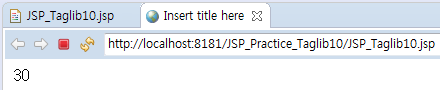 JSP_Taglib10.jsp Insert title here
http://localhost:8181/JSP_Practice_Taglib10/JSP_Taglib10.jsp
30